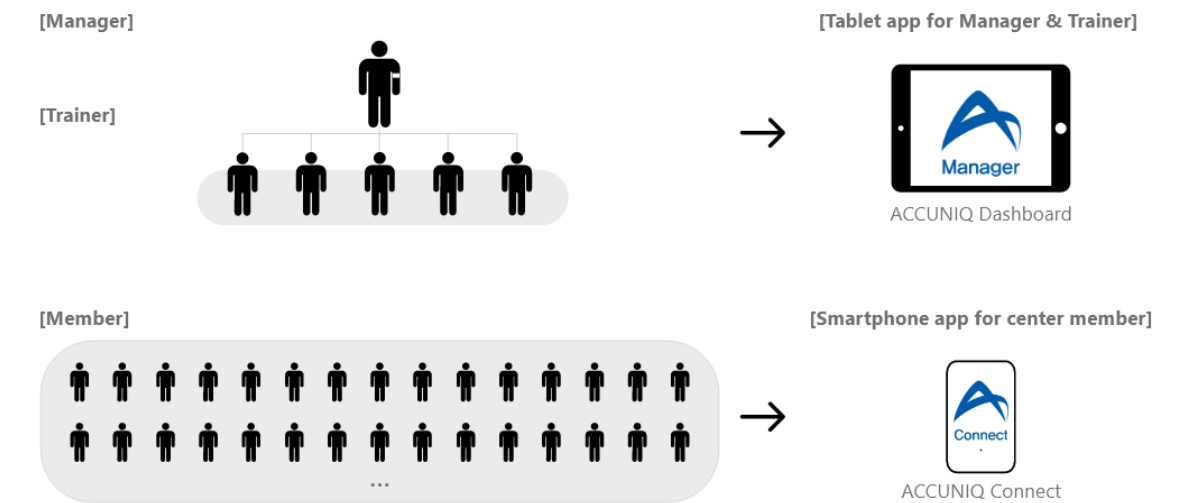 [Manager]
[Tablet app for Manager & Trainer]
[Trainer]
Manager
ACCUNIQ Dashboard
[Member]
[Smartphone app for center member]
Connect
...
ACCUNIQ Connect